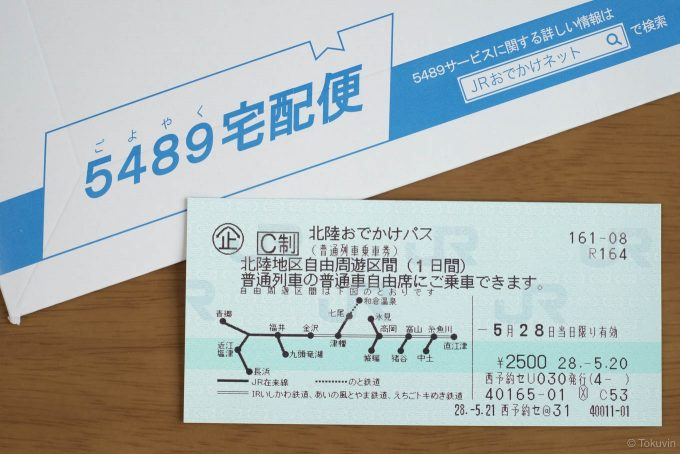 5489サービスに関する詳しい情報は
JRおでかけネット で検索
ごよやく
5489宅配便
企 C制 北陸おでかけパス
(普通列車乗車券)
161-08
R164
北陸地区自由周遊区間(1日間)
普通列車の普通車自由席にご乗車できます。
自由周遊区間は下図のとおりです
和倉温泉
七尾 氷見
青郷 福井 金沢 津幡 高岡 富山 糸魚川 直江津
近江塩津 九頭竜湖 城端 猪谷 中土
長浜
JR在来線 のと鉄道
IRいしかわ鉄道、あいの風とやま鉄道、えちごトキめき鉄道
-5月28日当日限り有効
¥2500 28.-5.20
西予約セU030発行(4- )
40165-01 X C53
28.-5.21 西予約セ@31 40011-01
© Tokuvin